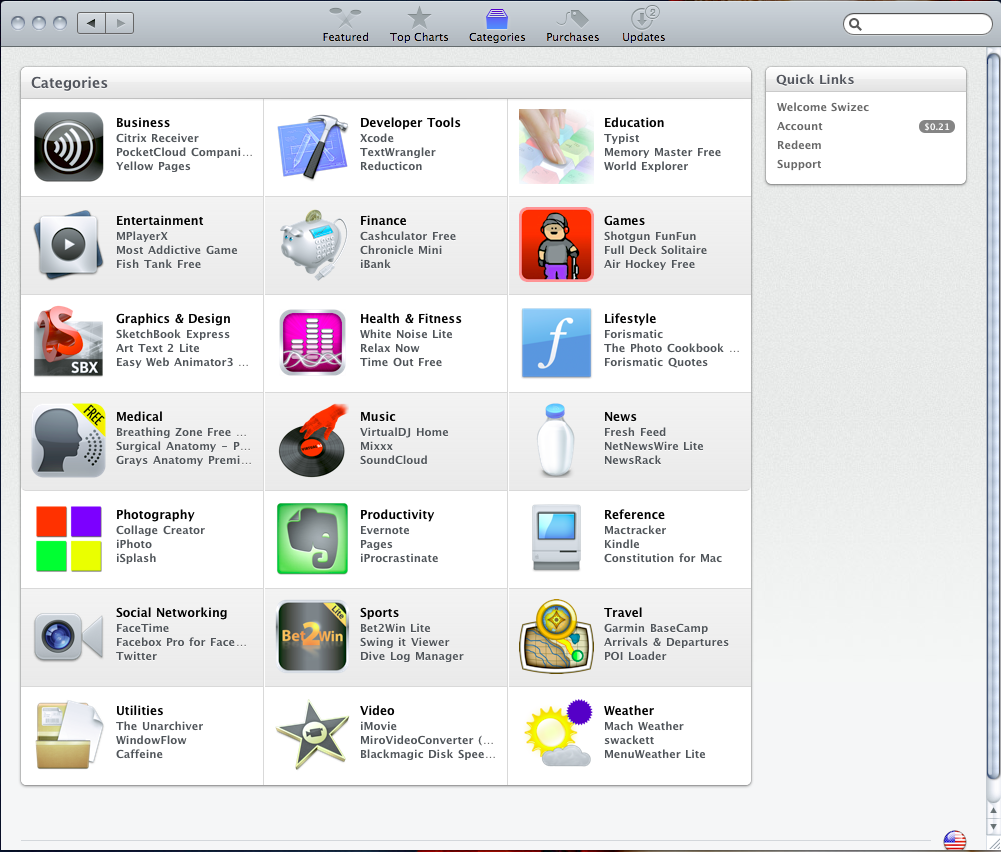 2
Featured
Top Charts
Categories
Purchases
Updates
Categories
Business
Citrix Receiver
PocketCloud Compani...
Yellow Pages
Developer Tools
Xcode
TextWrangler
Reducticon
Education
Typist
Memory Master Free
World Explorer
Entertainment
MPlayerX
Most Addictive Game
Fish Tank Free
Finance
Cashculator Free
Chronicle Mini
iBank
Games
Shotgun FunFun
Full Deck Solitaire
Air Hockey Free
SBX
Graphics & Design
SketchBook Express
Art Text 2 Lite
Easy Web Animator3 ...
Health & Fitness
White Noise Lite
Relax Now
Time Out Free
f
Lifestyle
Forismatic
The Photo Cookbook ...
Forismatic Quotes
FREE
Medical
Breathing Zone Free ...
Surgical Anatomy - P...
Grays Anatomy Premi...
Music
VirtualDJ Home
Mixxx
SoundCloud
News
Fresh Feed
NetNewsWire Lite
NewsRack
Photography
Collage Creator
iPhoto
iSplash
Productivity
Evernote
Pages
iProcrastinate
Reference
Mactracker
Kindle
Constitution for Mac
Social Networking
FaceTime
Facebox Pro for Face...
Twitter
Lite
Bet2Win
Sports
Bet2Win Lite
Swing it Viewer
Dive Log Manager
Travel
Garmin BaseCamp
Arrivals & Departures
POI Loader
Utilities
The Unarchiver
WindowFlow
Caffeine
Video
iMovie
MiroVideoConverter (...
Blackmagic Disk Spee...
Weather
Mach Weather
swackett
MenuWeather Lite
Quick Links
Welcome Swizec
Account $0.21
Redeem
Support